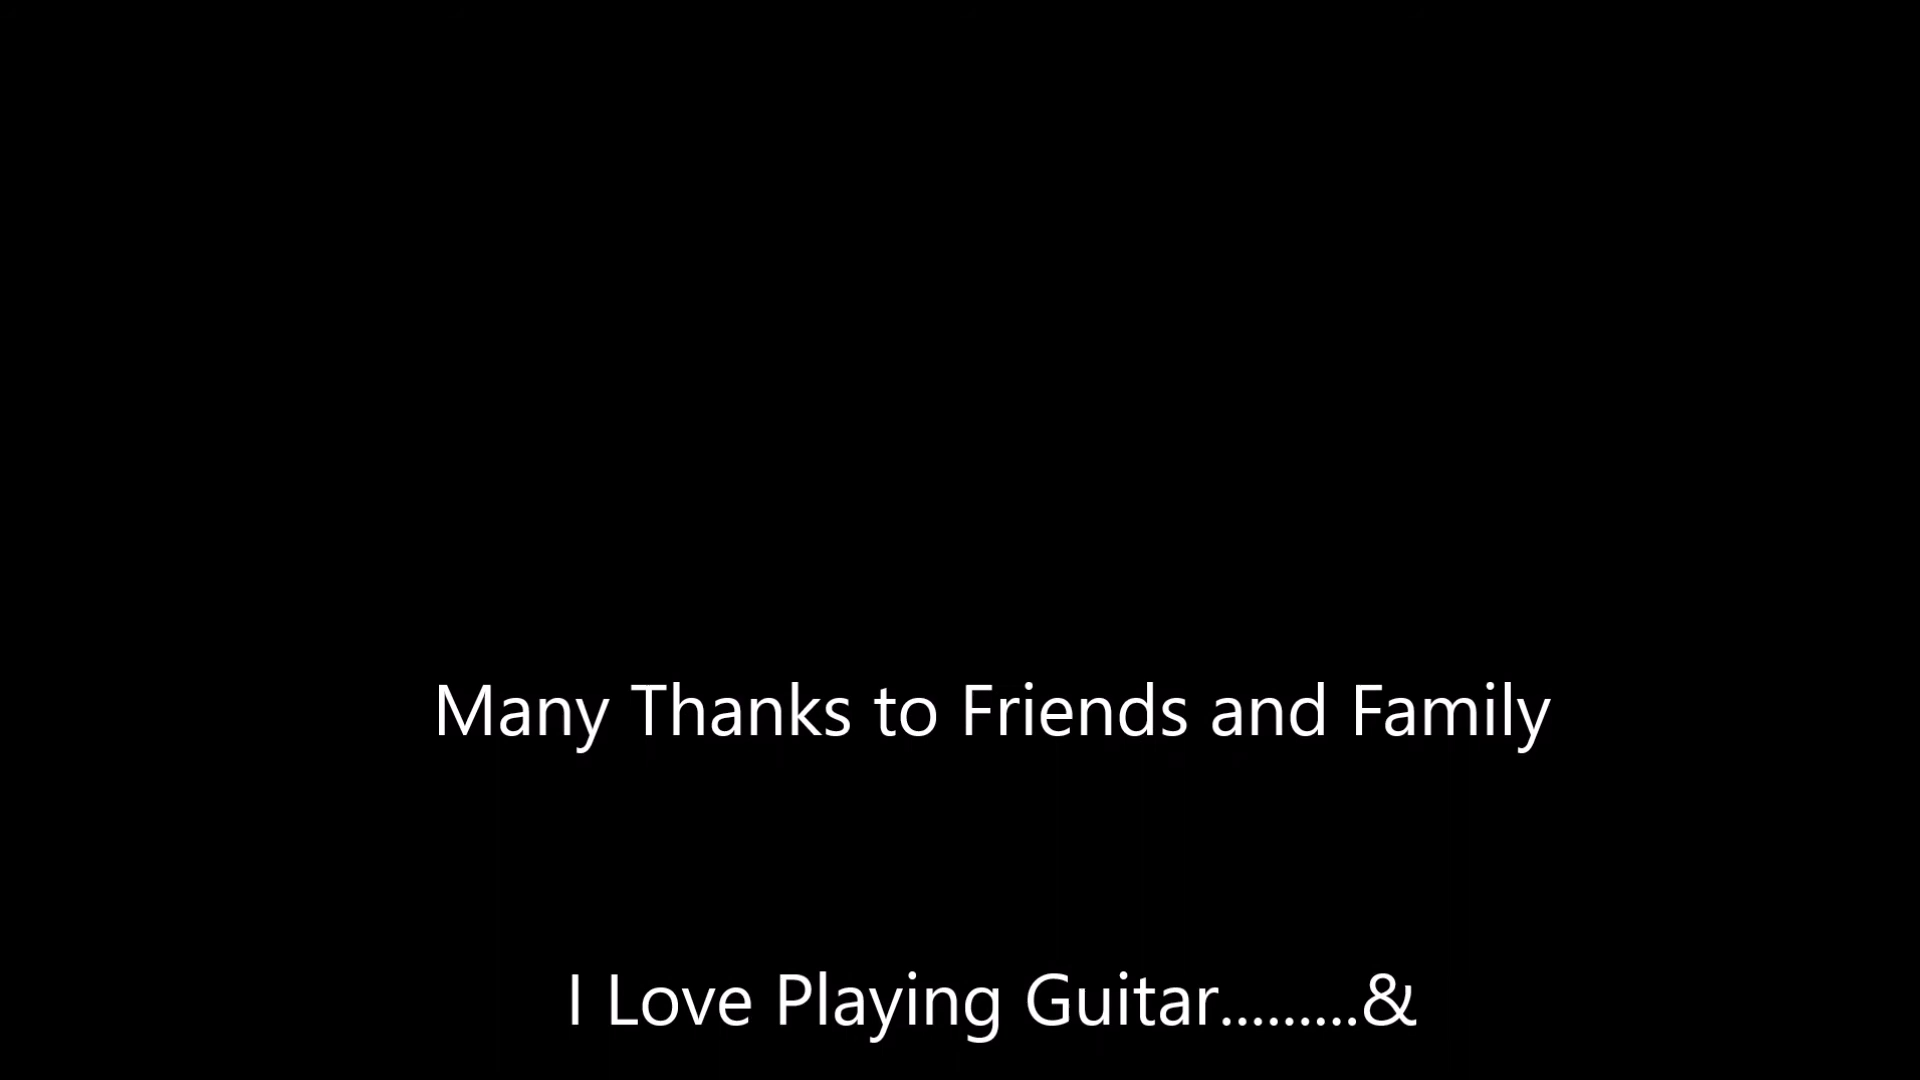 Many Thanks to Friends and Family
I Love Playing Guitar.........&